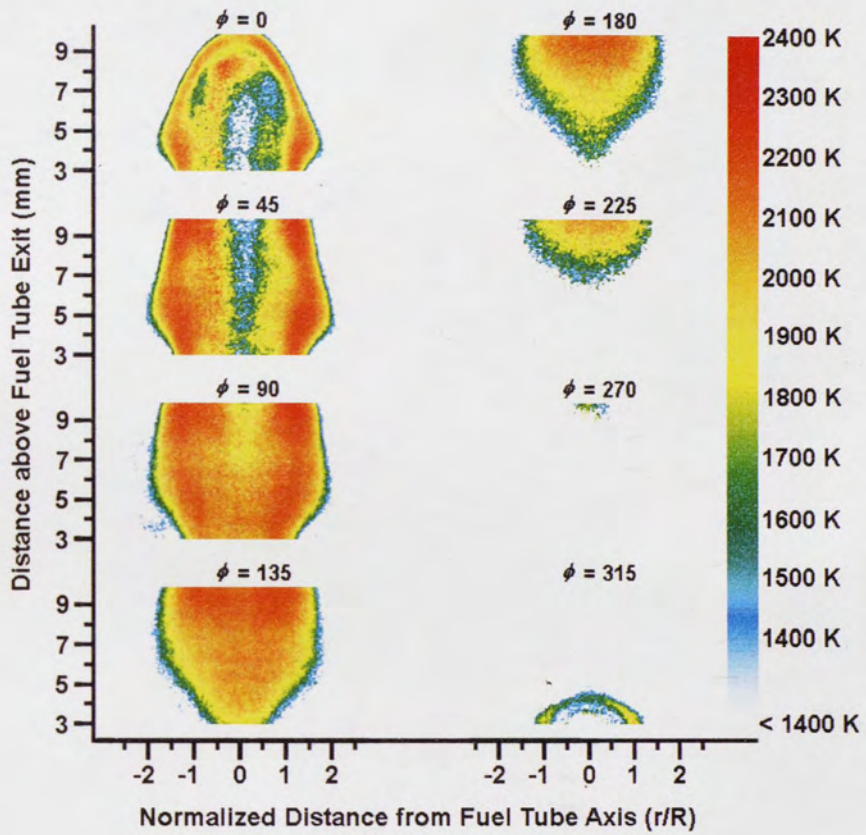 ϕ = 0
ϕ = 180
9
7
5
3
ϕ = 45
ϕ = 225
9
7
5
3
ϕ = 90
ϕ = 270
9
7
5
3
ϕ = 135
ϕ = 315
9
7
5
3
Distance above Fuel Tube Exit (mm)
-2 -1 0 1 2
-2 -1 0 1 2
Normalized Distance from Fuel Tube Axis (r/R)
2400 K
2300 K
2200 K
2100 K
2000 K
1900 K
1800 K
1700 K
1600 K
1500 K
1400 K
< 1400 K